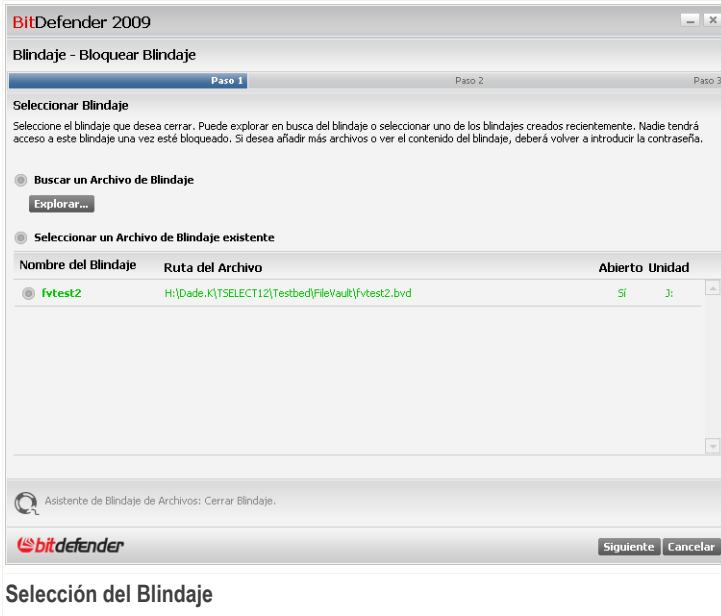 BitDefender 2009
Blindaje - Bloquear Blindaje
Paso 1 Paso 2 Paso 3
Seleccionar Blindaje
Seleccione el blindaje que desea cerrar. Puede explorar en busca del blindaje o seleccionar uno de los blindajes creados recientemente. Nadie tendrá
acceso a este blindaje una vez esté bloqueado. Si desea añadir más archivos o ver el contenido del blindaje, deberá volver a introducir la contraseña.
Buscar un Archivo de Blindaje
Explorar...
Seleccionar un Archivo de Blindaje existente
Nombre del Blindaje Ruta del Archivo Abierto Unidad
fvtest2 H:\Dade.K\TSELECT12\Testbed\FileVault\fvtest2.bvd Sí J:
Asistente de Blindaje de Archivos: Cerrar Blindaje.
bitdefender Siguiente Cancelar
Selección del Blindaje